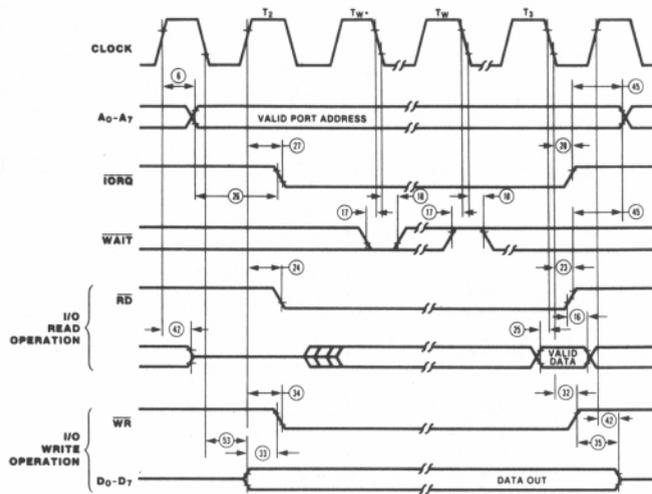 T2 TW* TW T3
CLOCK
6 45
A0-A7 VALID PORT ADDRESS
27 28
IORQ
26 45
17 18 17 18
WAIT
24 23
RD
I/O READ OPERATION
42 25 16
VALID DATA
34 32
WR
42
I/O WRITE OPERATION
53 33 35
D0-D7 DATA OUT